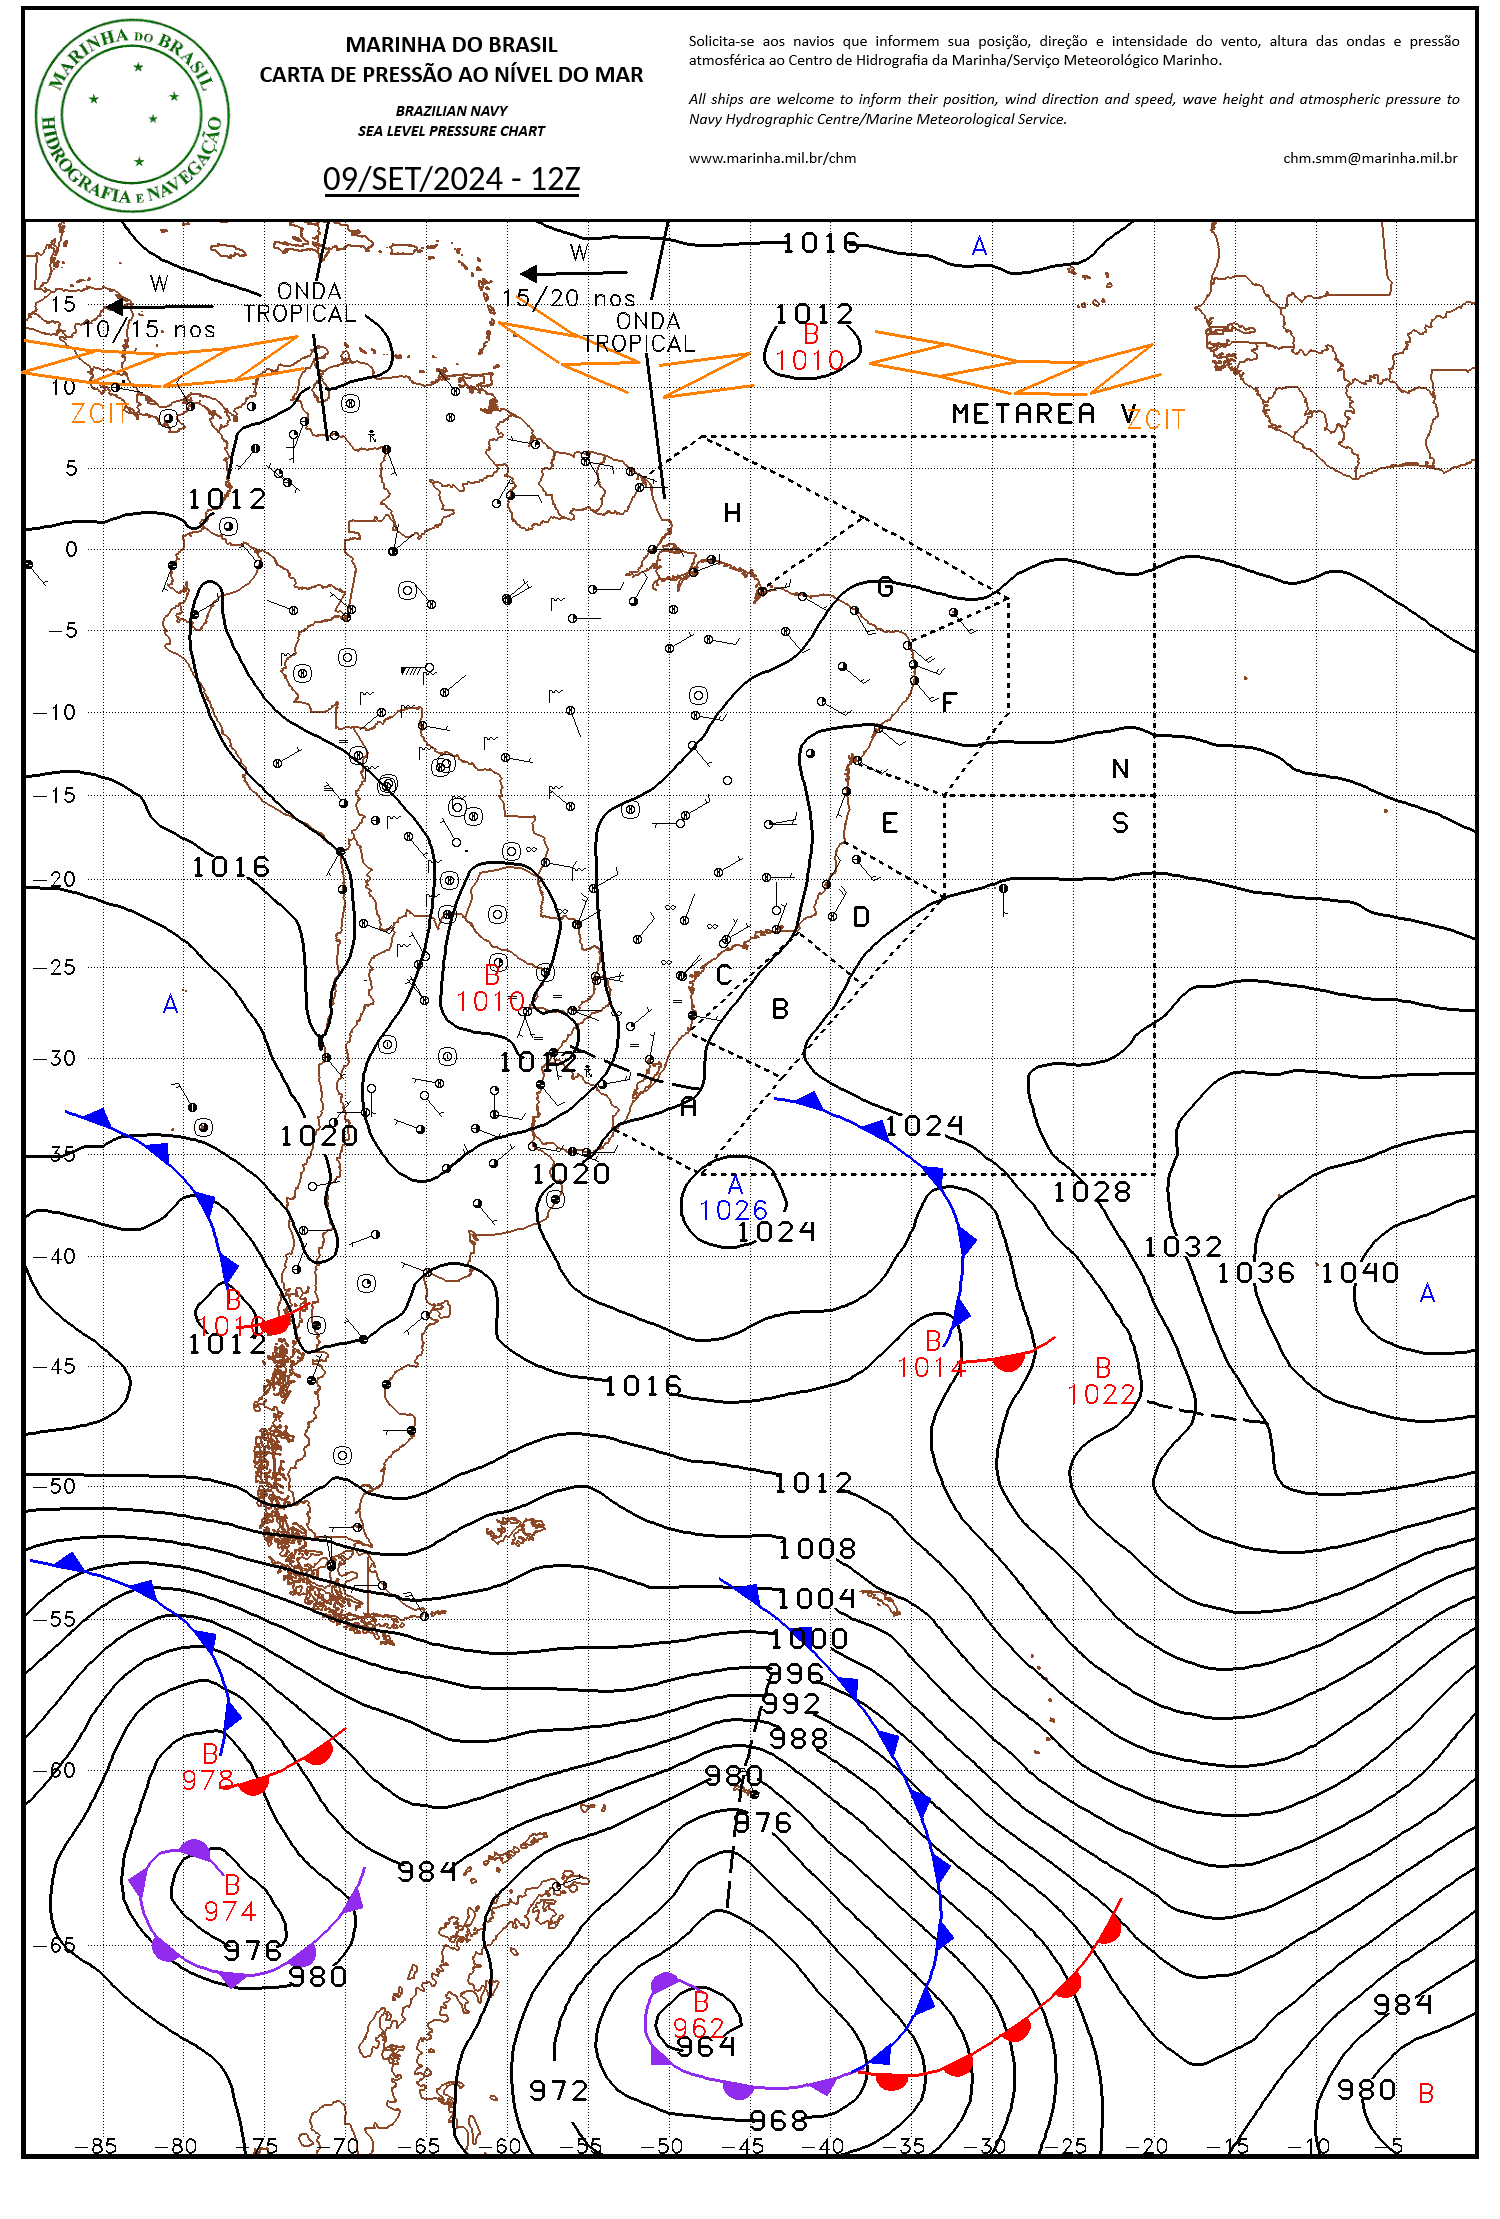 MARINHA DO BRASIL
HIDROGRAFIA E NAVEGAÇÃO
MARINHA DO BRASIL
CARTA DE PRESSÃO AO NÍVEL DO MAR
BRAZILIAN NAVY
SEA LEVEL PRESSURE CHART
09/SET/2024 - 12Z
Solicita-se aos navios que informem sua posição, direção e intensidade do vento, altura das ondas e pressão
atmosférica ao Centro de Hidrografia da Marinha/Serviço Meteorológico Marinho.
All ships are welcome to inform their position, wind direction and speed, wave height and atmospheric pressure to
Navy Hydrographic Centre/Marine Meteorological Service.
www.marinha.mil.br/chm
chm.smm@marinha.mil.br
1016
A
W
W
ONDA
TROPICAL
15/20 nos
15
10/15 nos
ONDA
TROPICAL
1012
B
1010
10
ZCIT
METAREA V
ZCIT
5
1012
H
0
G
-5
F
-10
N
-15
E
S
1016
-20
D
-25
B
1010
C
A
B
-30
1012
A
1020
1024
-35
1020
A
1026
1024
1028
1032
1036
1040
-40
A
B
1010
1012
B
1014
-45
B
1022
1016
-50
1012
1008
1004
-55
1000
996
992
988
B
978
-60
980
976
984
B
974
976
-65
980
B
962
964
984
972
980
B
968
-85
-80
-75
-70
-65
-60
-55
-50
-45
-40
-35
-30
-25
-20
-15
-10
-5